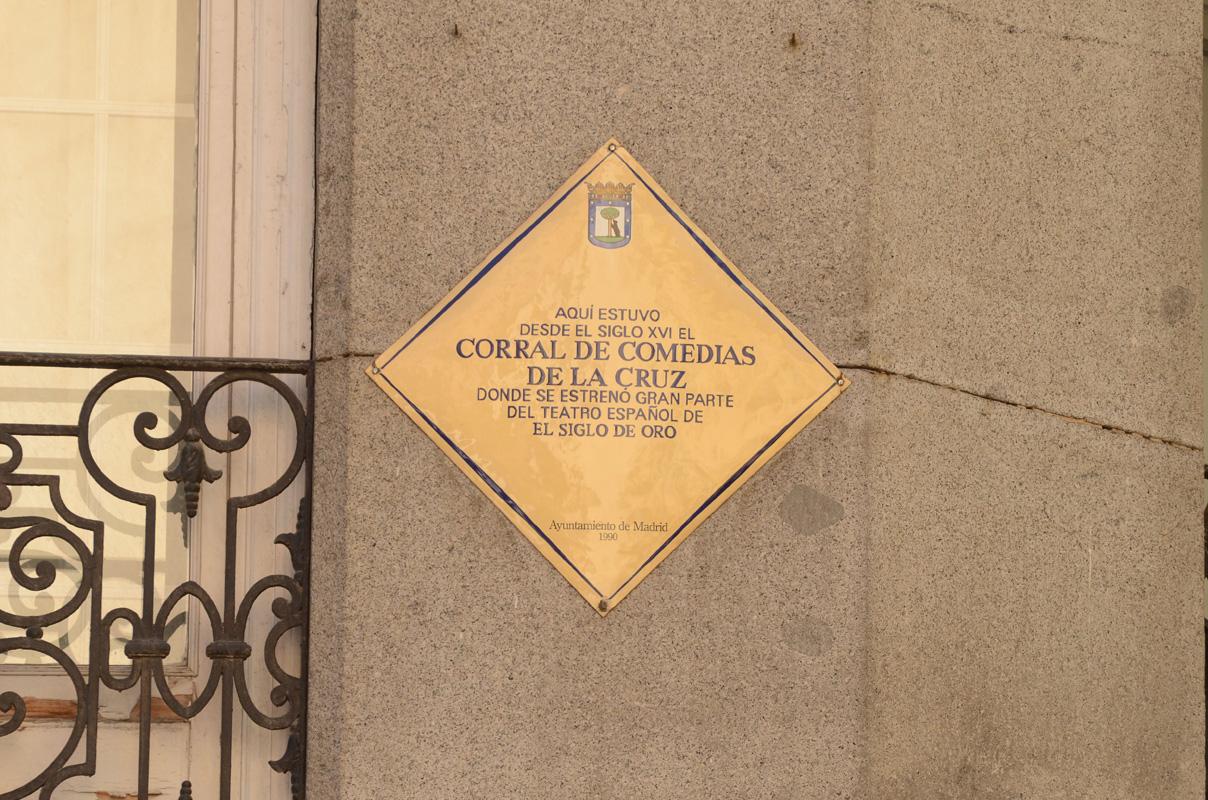 AQUÍ ESTUVO
DESDE EL SIGLO XVI EL
CORRAL DE COMEDIAS
DE LA CRUZ
DONDE SE ESTRENÓ GRAN PARTE
DEL TEATRO ESPAÑOL DE
EL SIGLO DE ORO
Ayuntamiento de Madrid
1990